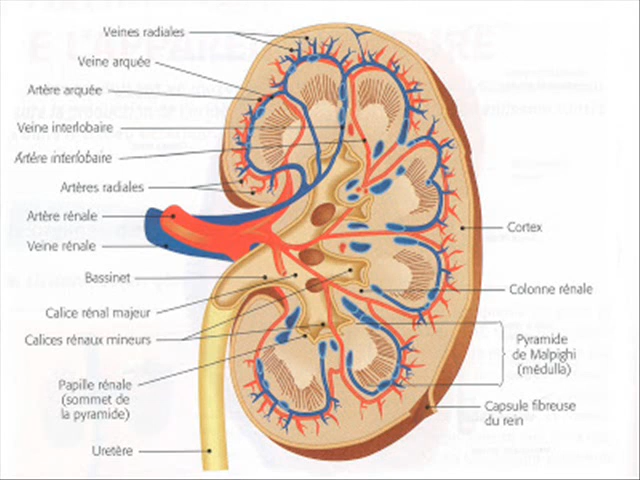 Veines radiales
Veine arquée
Artère arquée
Veine interlobaire
Artère interlobaire
Artères radiales
Artère rénale
Veine rénale
Bassinet
Calice rénal majeur
Calices rénaux mineurs
Papille rénale
(sommet de
la pyramide)
Uretère
Cortex
Colonne rénale
Pyramide
de Malpighi
(médulla)
Capsule fibreuse
du rein